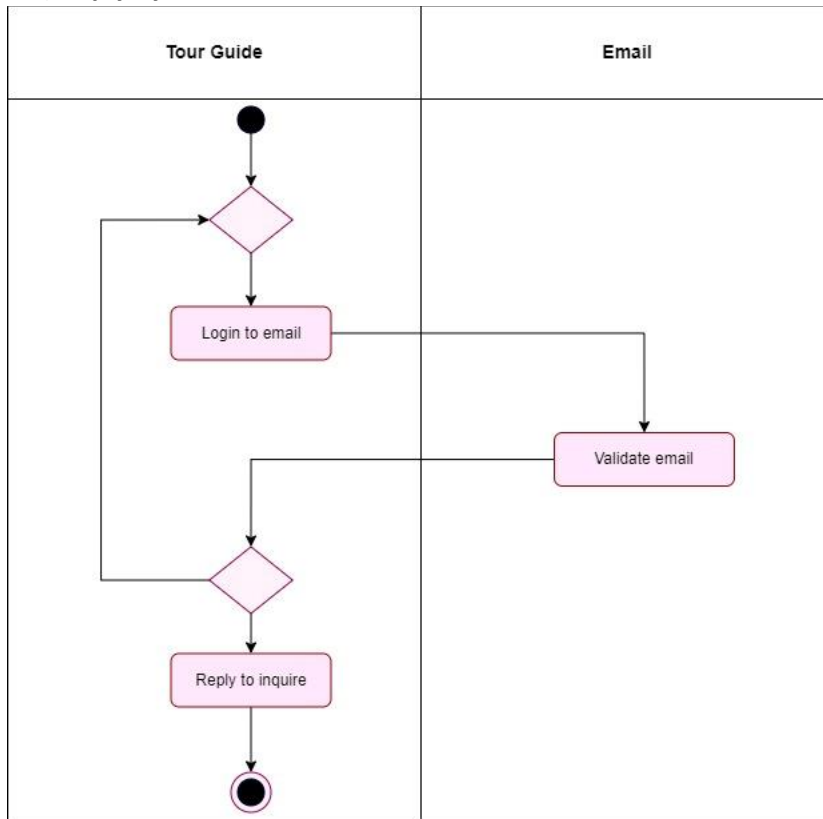 Tour Guide
Email
Login to email
Validate email
Reply to inquire